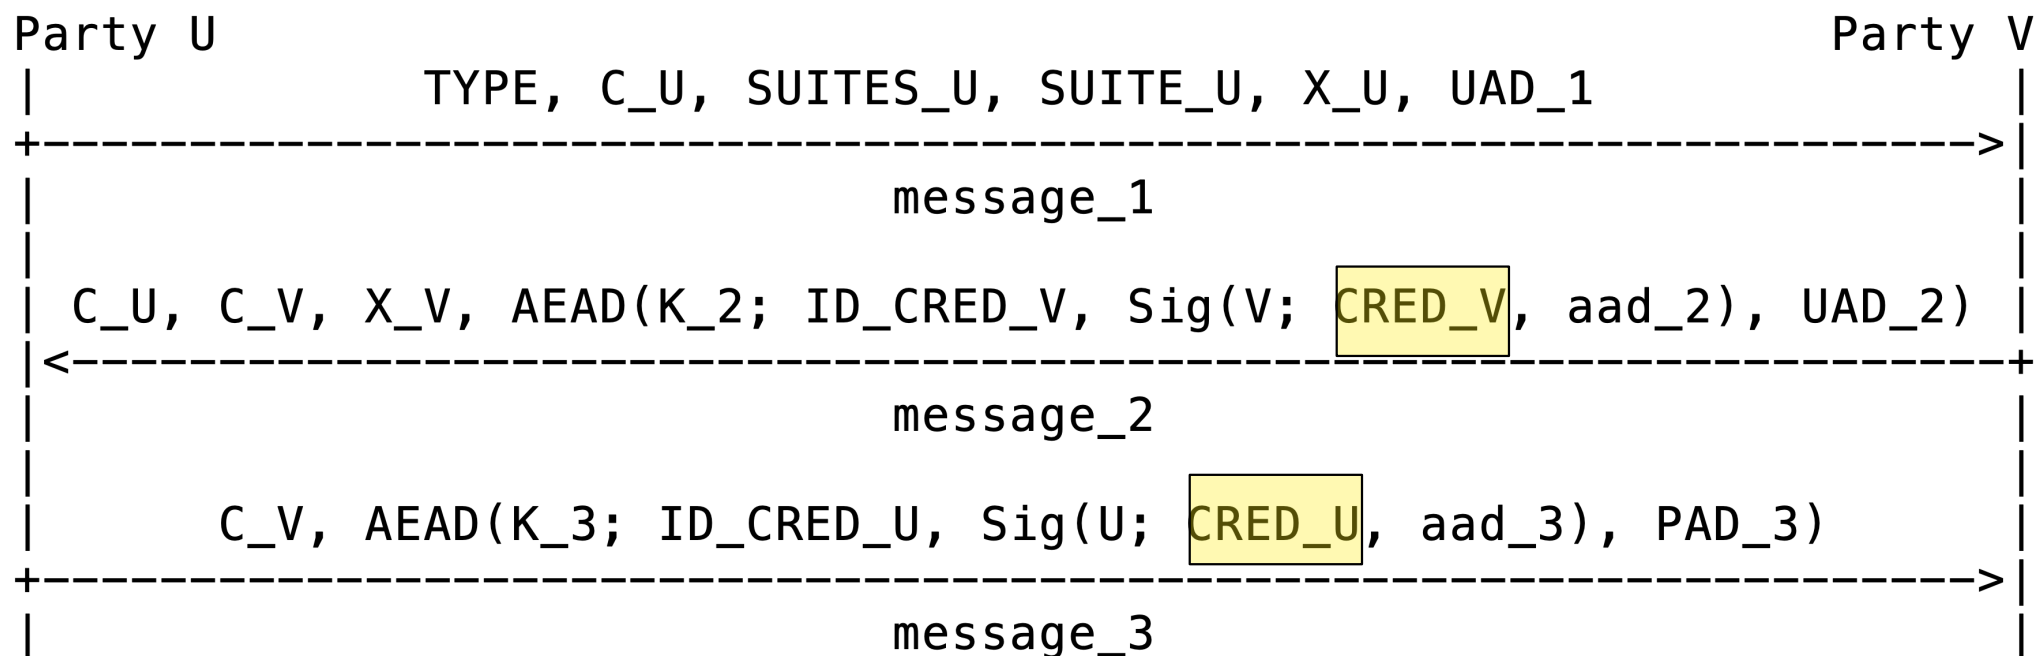 Party U Party V
| TYPE, C_U, SUITES_U, SUITE_U, X_U, UAD_1 |
+------------------------------------------------------------------>|
| message_1 |
| |
| C_U, C_V, X_V, AEAD(K_2; ID_CRED_V, Sig(V; CRED_V, aad_2), UAD_2) |
|<------------------------------------------------------------------+
| message_2 |
| |
| C_V, AEAD(K_3; ID_CRED_U, Sig(U; CRED_U, aad_3), PAD_3) |
+------------------------------------------------------------------>|
| message_3 |